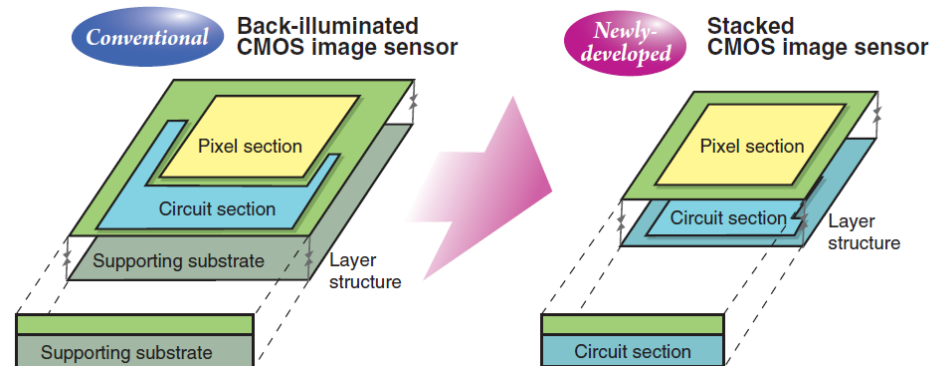 Conventional
Back-illuminated
CMOS image sensor
Newly-
developed
Stacked
CMOS image sensor
Pixel section
Circuit section
Supporting substrate
Layer
structure
Supporting substrate
Pixel section
Circuit section
Layer
structure
Circuit section